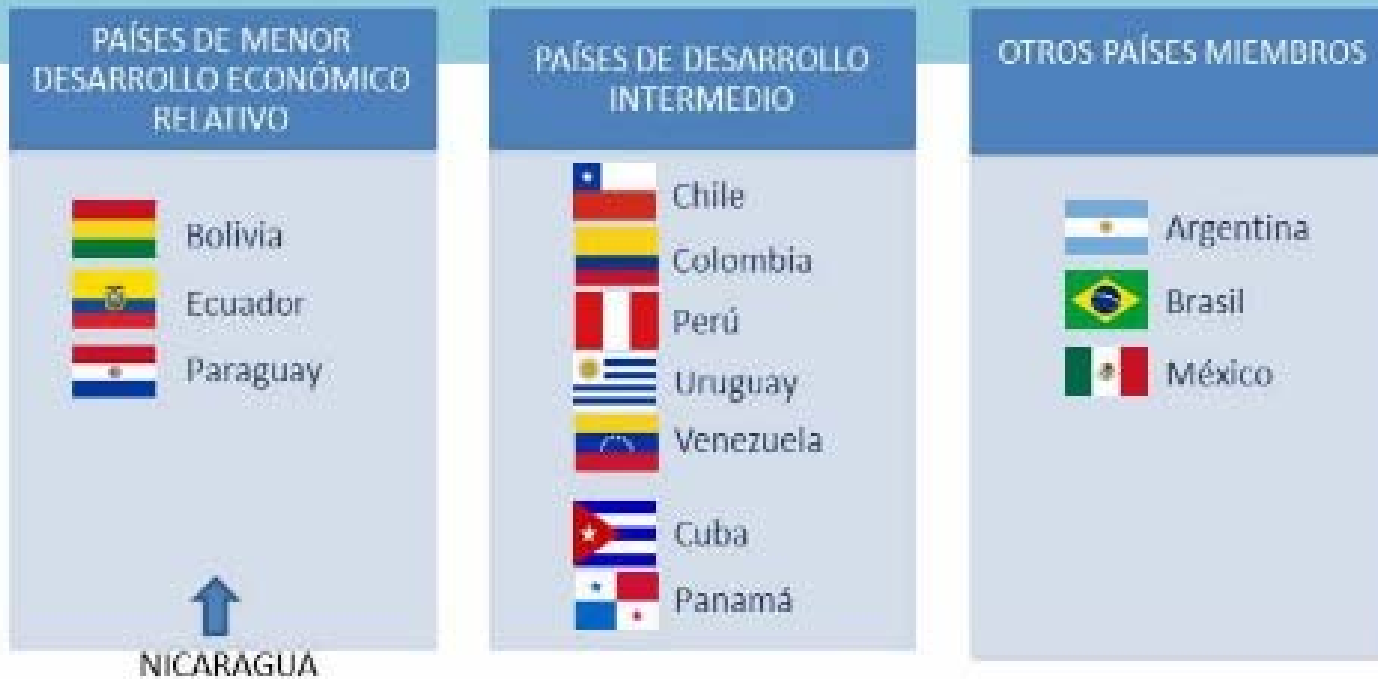 PAÍSES DE MENOR
DESARROLLO ECONÓMICO
RELATIVO
Bolivia
Ecuador
Paraguay
NICARAGUA
PAÍSES DE DESARROLLO
INTERMEDIO
Chile
Colombia
Perú
Uruguay
Venezuela
Cuba
Panamá
OTROS PAÍSES MIEMBROS
Argentina
Brasil
México